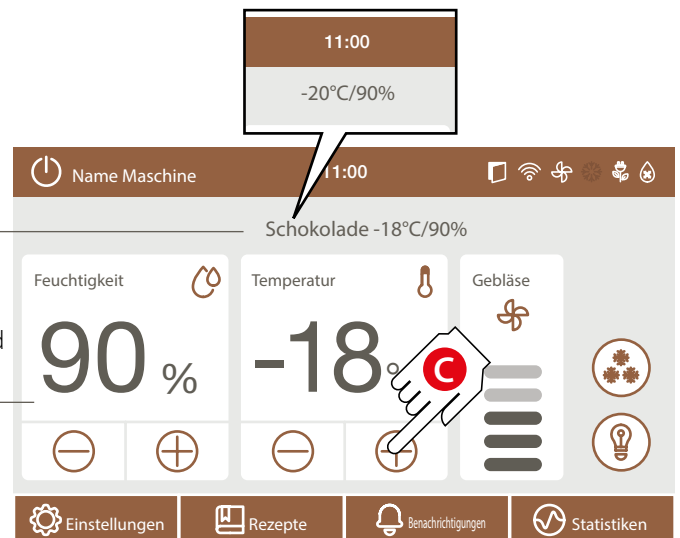 11:00
-20°C/90%
Name Maschine 11:00
Schokolade -18°C/90%
Feuchtigkeit Temperatur Gebläse
d
90 % -18°
C
Einstellungen Rezepte Benachrichtigungen Statistiken